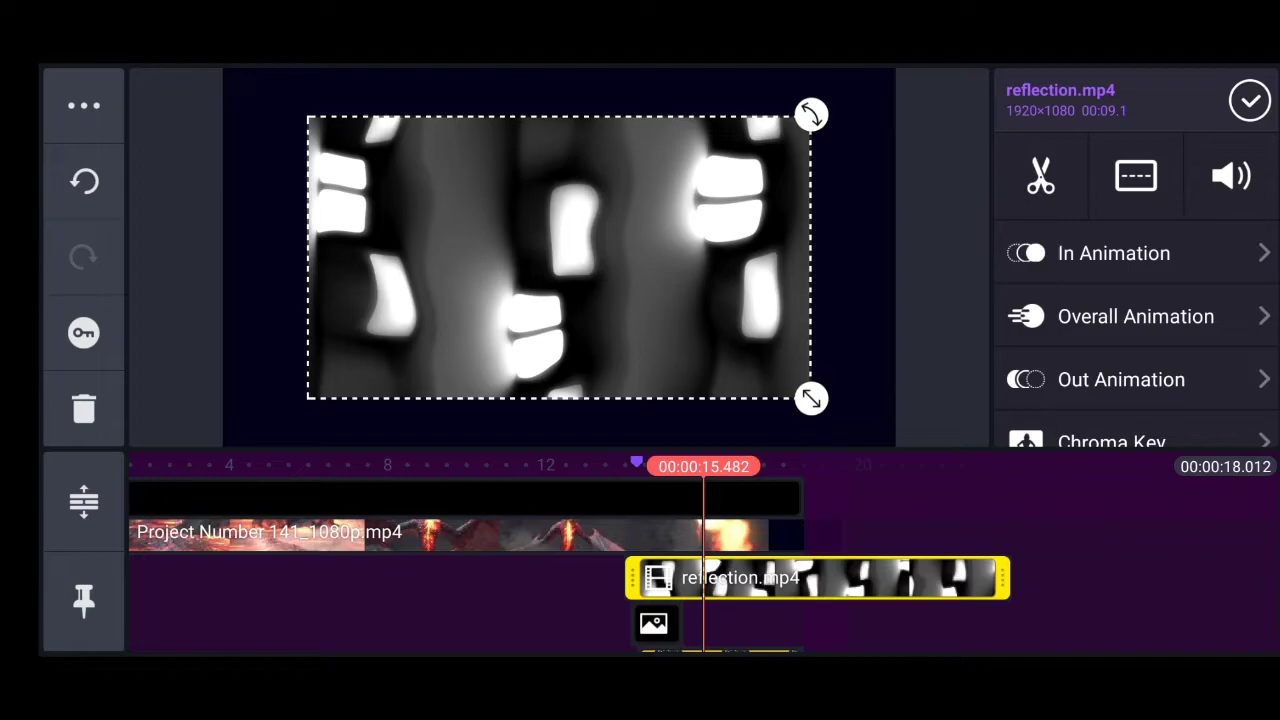 reflection.mp4
1920×1080 00:09.1
In Animation
Overall Animation
Out Animation
Chroma Key
4
8
12
00:00:15.482
20
00:00:18.012
Project Number 141_1080p.mp4
reflection.mp4